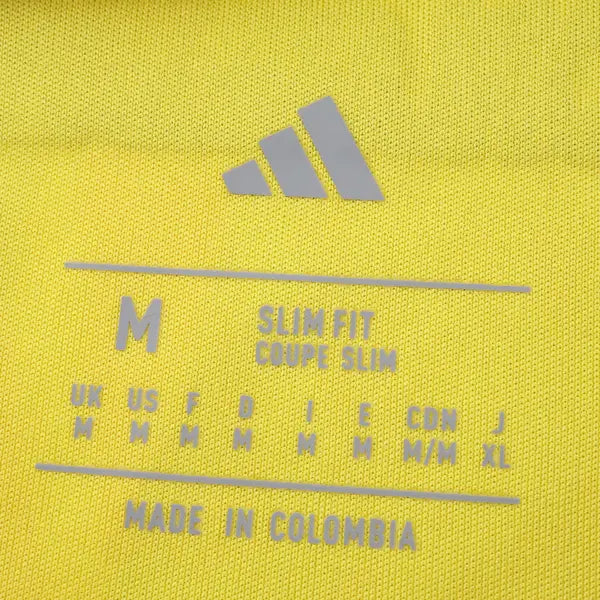 M
SLIM FIT
COUPE SLIM
UK US F D I E CDN J
M M M M M M M/M XL
MADE IN COLOMBIA